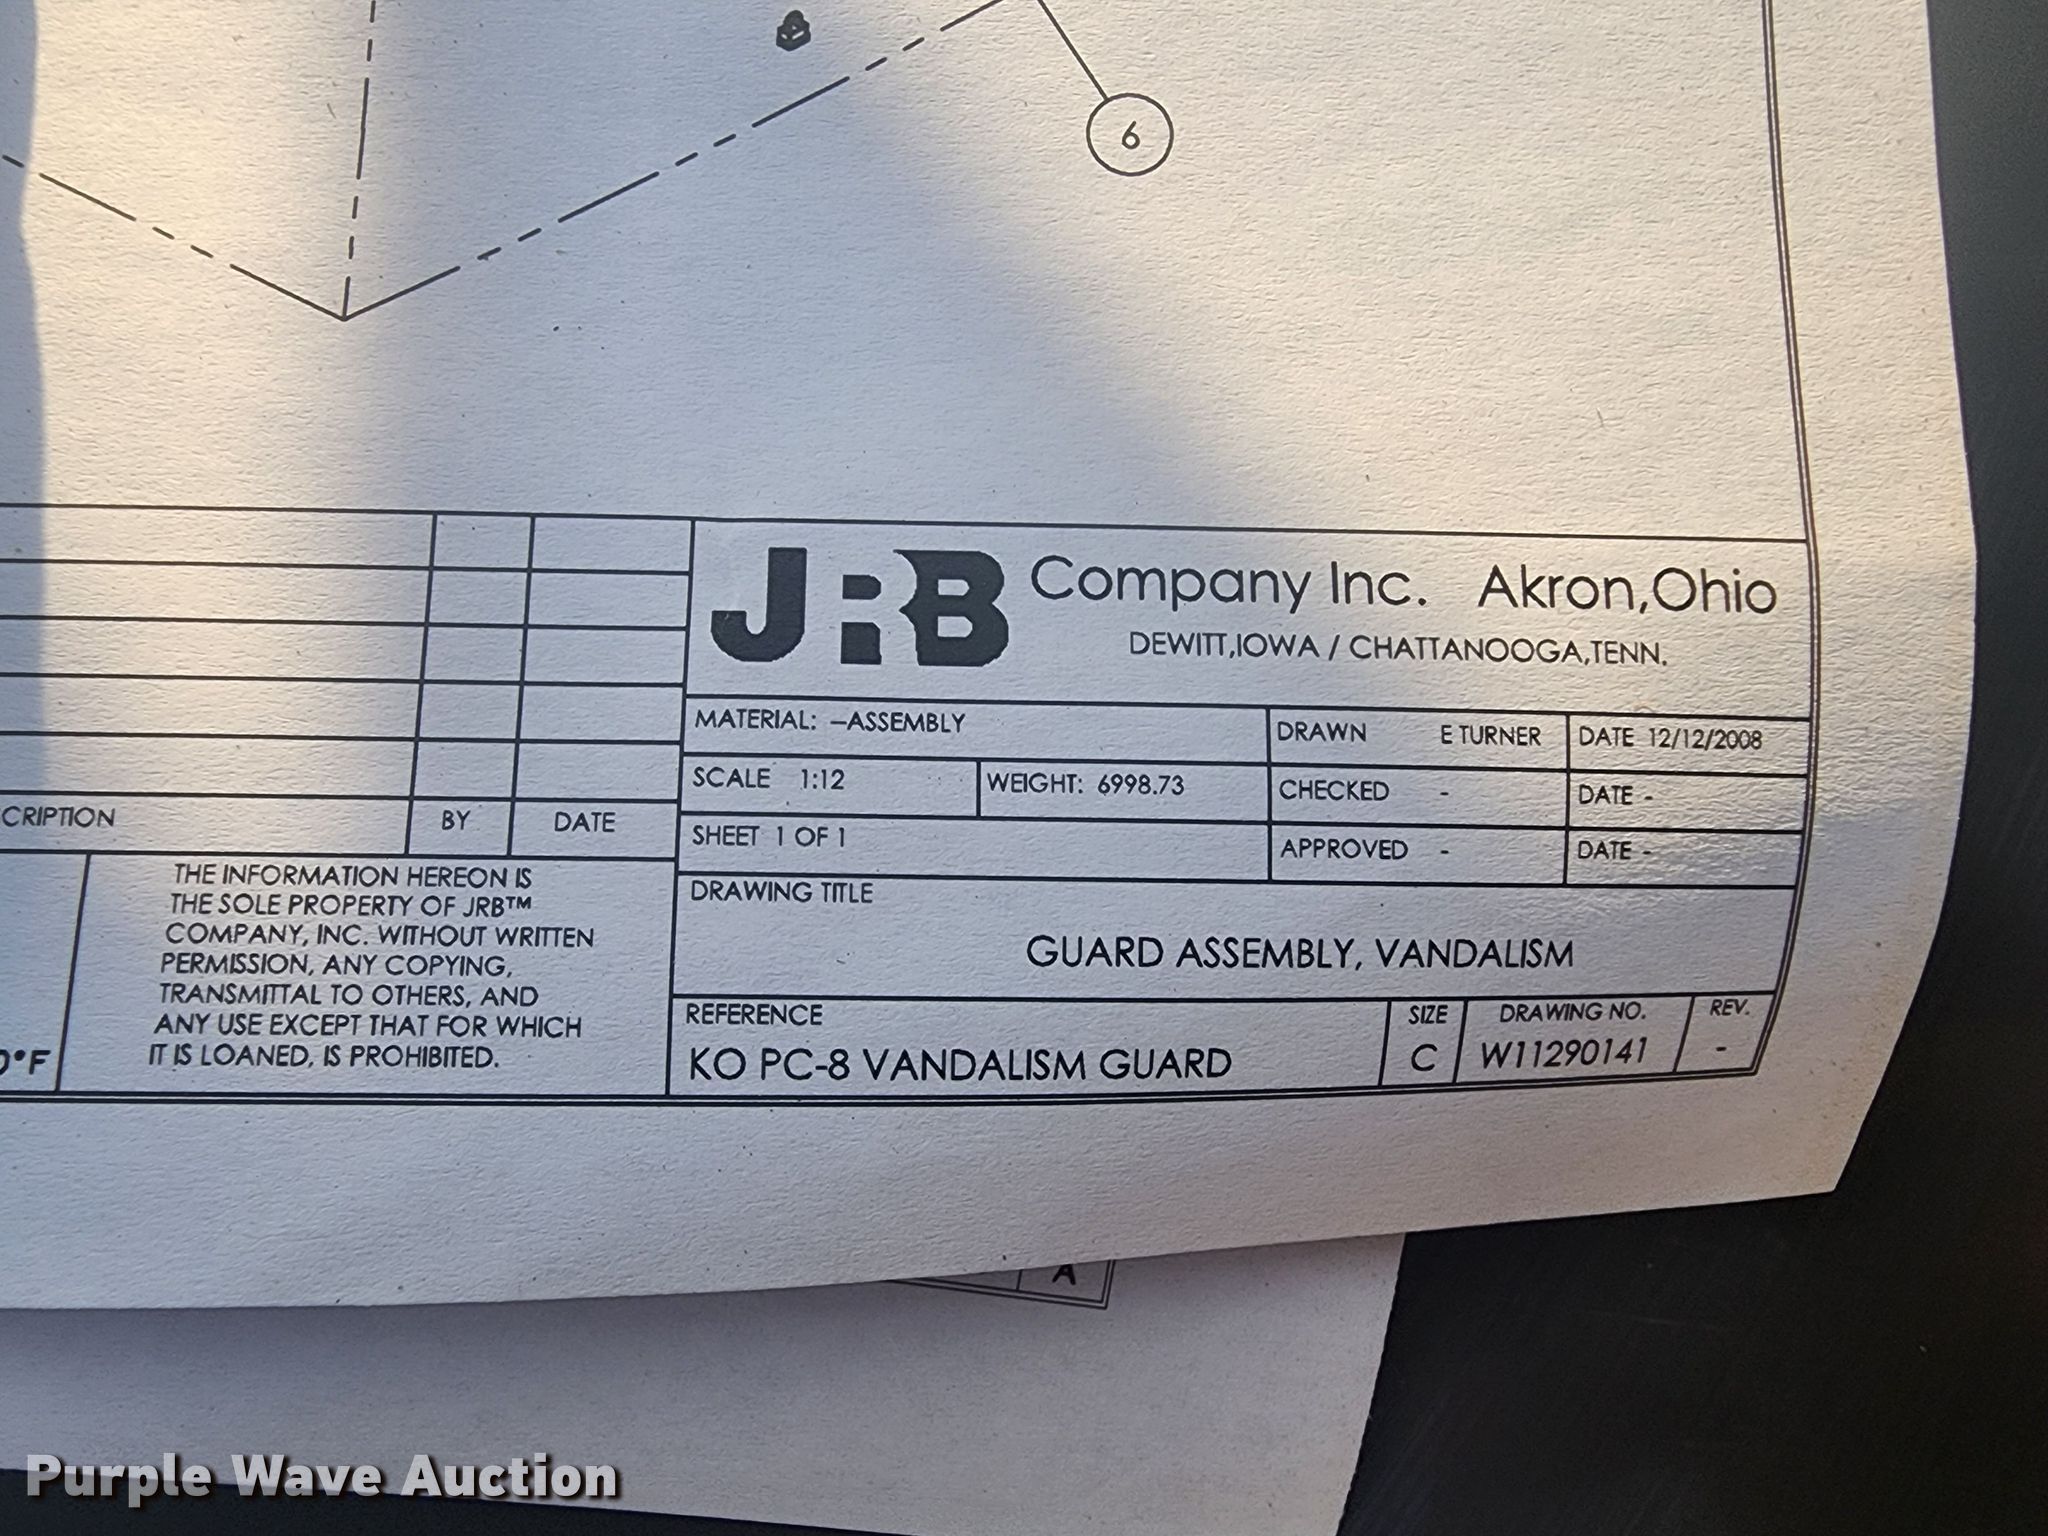 6
JRB Company Inc. Akron,Ohio
DEWITT,IOWA / CHATTANOOGA,TENN.
MATERIAL: –ASSEMBLY
DRAWN E TURNER DATE 12/12/2008
SCALE 1:12 WEIGHT: 6998.73
CHECKED - DATE -
SHEET 1 OF 1
APPROVED - DATE -
CRIPTION BY DATE
THE INFORMATION HEREON IS
THE SOLE PROPERTY OF JRB™
COMPANY, INC. WITHOUT WRITTEN
PERMISSION, ANY COPYING,
TRANSMITTAL TO OTHERS, AND
ANY USE EXCEPT THAT FOR WHICH
IT IS LOANED, IS PROHIBITED.
0°F
DRAWING TITLE
GUARD ASSEMBLY, VANDALISM
REFERENCE
KO PC-8 VANDALISM GUARD
SIZE
C
DRAWING NO.
W11290141
REV.
-
A
Purple Wave Auction